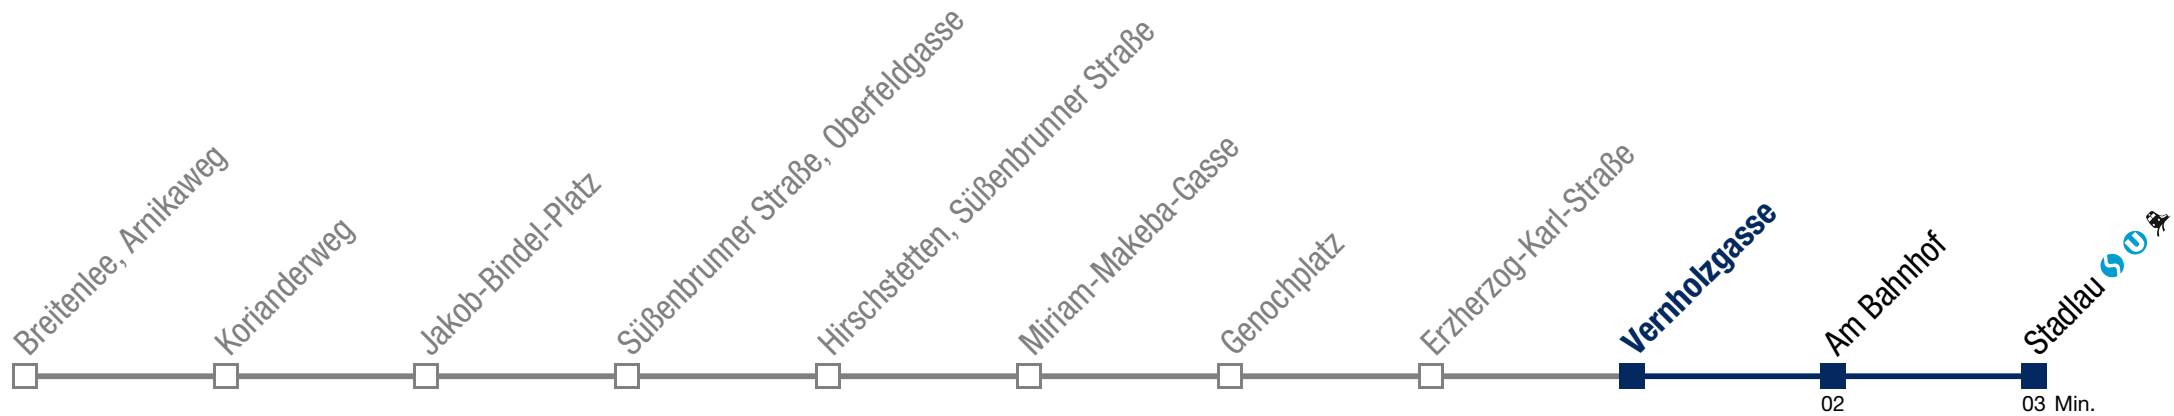 Breitenlee, Arnikaweg
Korianderweg
Jakob-Bindel-Platz
Süßenbrunner Straße, Oberfeldgasse
Hirschstetten, Süßenbrunner Straße
Miriam-Makeba-Gasse
Genochplatz
Erzherzog-Karl-Straße
Vernholzgasse
Am Bahnhof
Stadlau S U
02
03 Min.